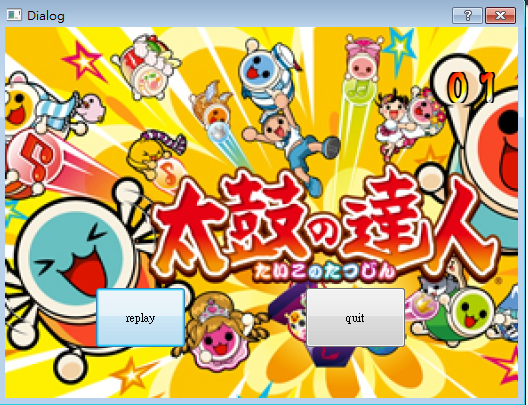 Dialog
01
太鼓の達人
たいこのたつじん
replay
quit